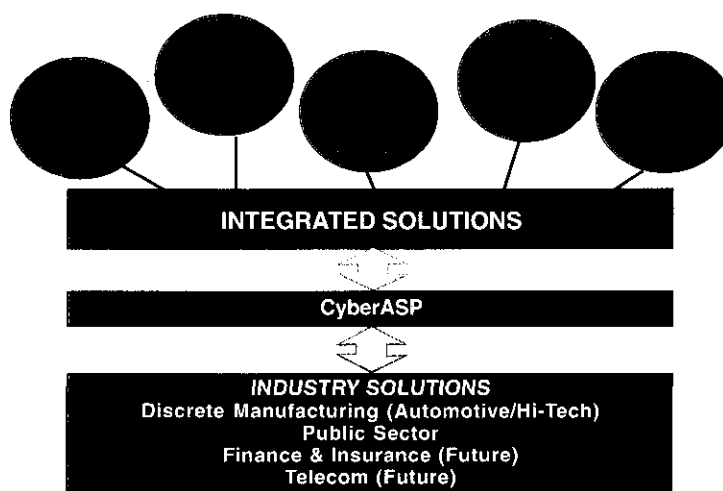 INTEGRATED SOLUTIONS
CyberASP
INDUSTRY SOLUTIONS
Discrete Manufacturing (Automotive/Hi-Tech)
Public Sector
Finance & Insurance (Future)
Telecom (Future)